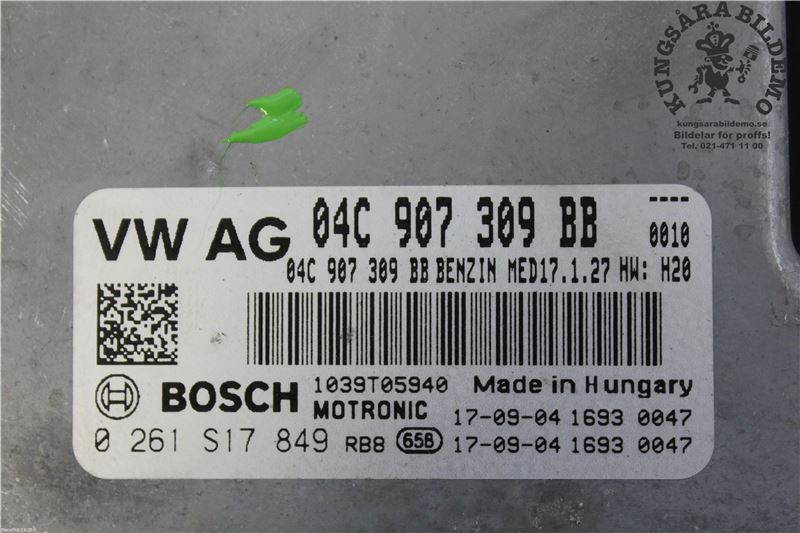 KUNGSÅRA BILDEMO
kungsarabildemo.se
Bildelar för proffs!
Tel. 021-471 11 00
VW AG 04C 907 309 BB ----
0010
04C 907 309 BB BENZIN MED17.1.27 HW: H20
BOSCH 1039T05940 Made in Hungary
MOTRONIC 17-09-04 1693 0047
0 261 S17 849 RB8 65B 17-09-04 1693 0047